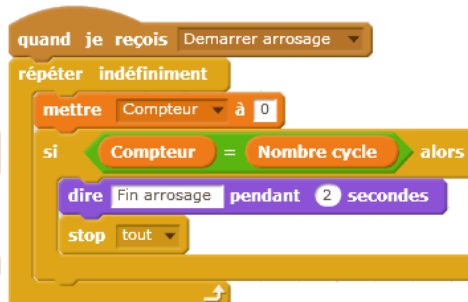 quand je reçois Demarrer arrosage
répéter indéfiniment
mettre Compteur à 0
si Compteur = Nombre cycle alors
dire Fin arrosage pendant 2 secondes
stop tout